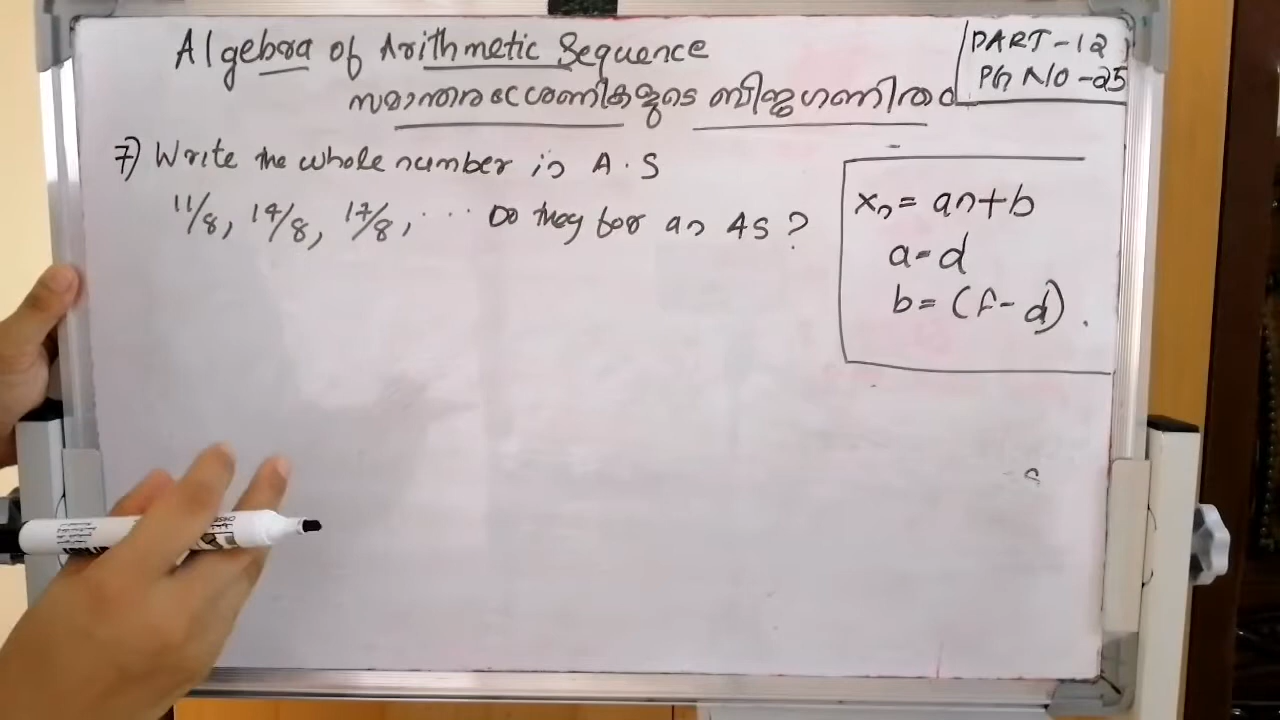 Algebra of Arithmetic Sequence
PART-12
PG NO-25
സമാന്തരശ്രേണികളുടെ ബീജഗണിതം
7) Write the whole number in A.S
11/8, 14/8, 17/8, ... Do they for an AS?
xn = an+b
a=d
b= (f-d).